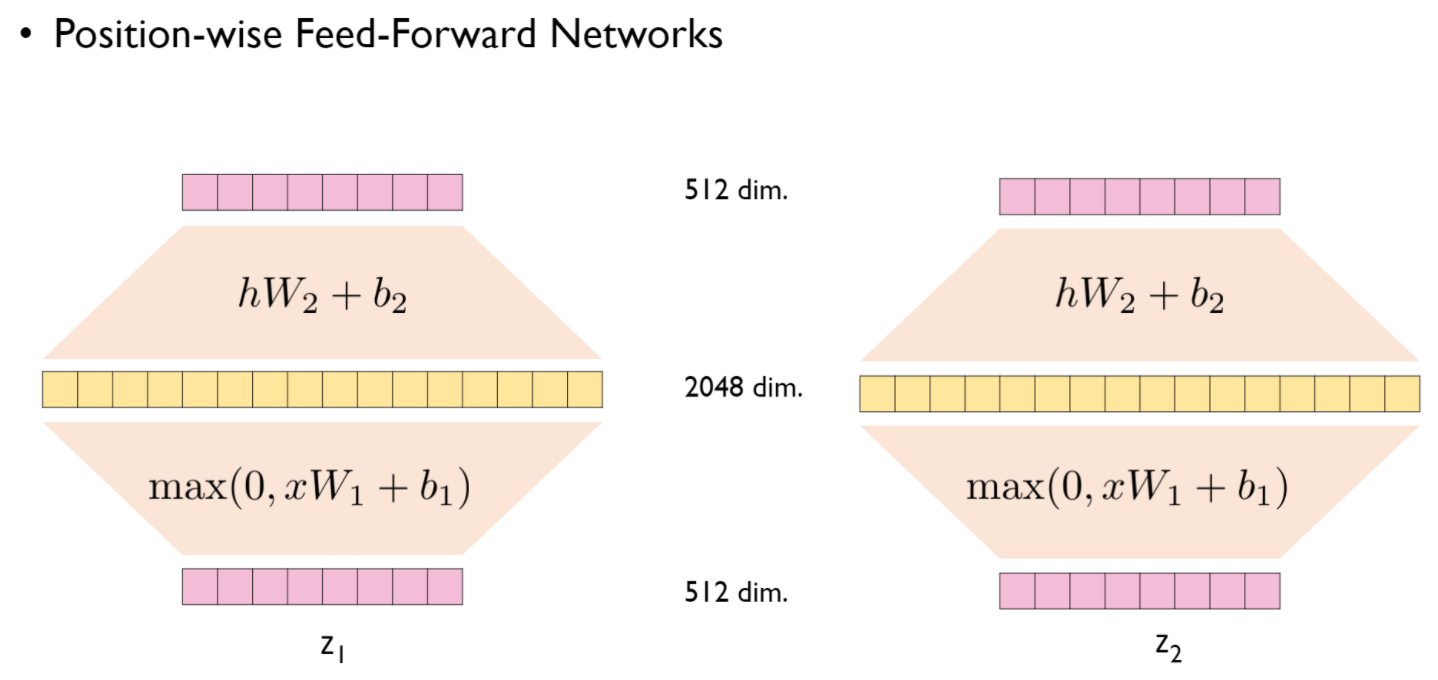 • Position-wise Feed-Forward Networks
512 dim.
hW₂ + b₂
hW₂ + b₂
2048 dim.
max(0, xW₁ + b₁)
max(0, xW₁ + b₁)
512 dim.
z₁
z₂